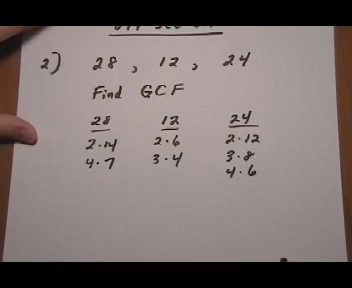 2) 28 , 12 , 24
Find GCF
28 12 24
2·14 2·6 2·12
4·7 3·4 3·8
4·6